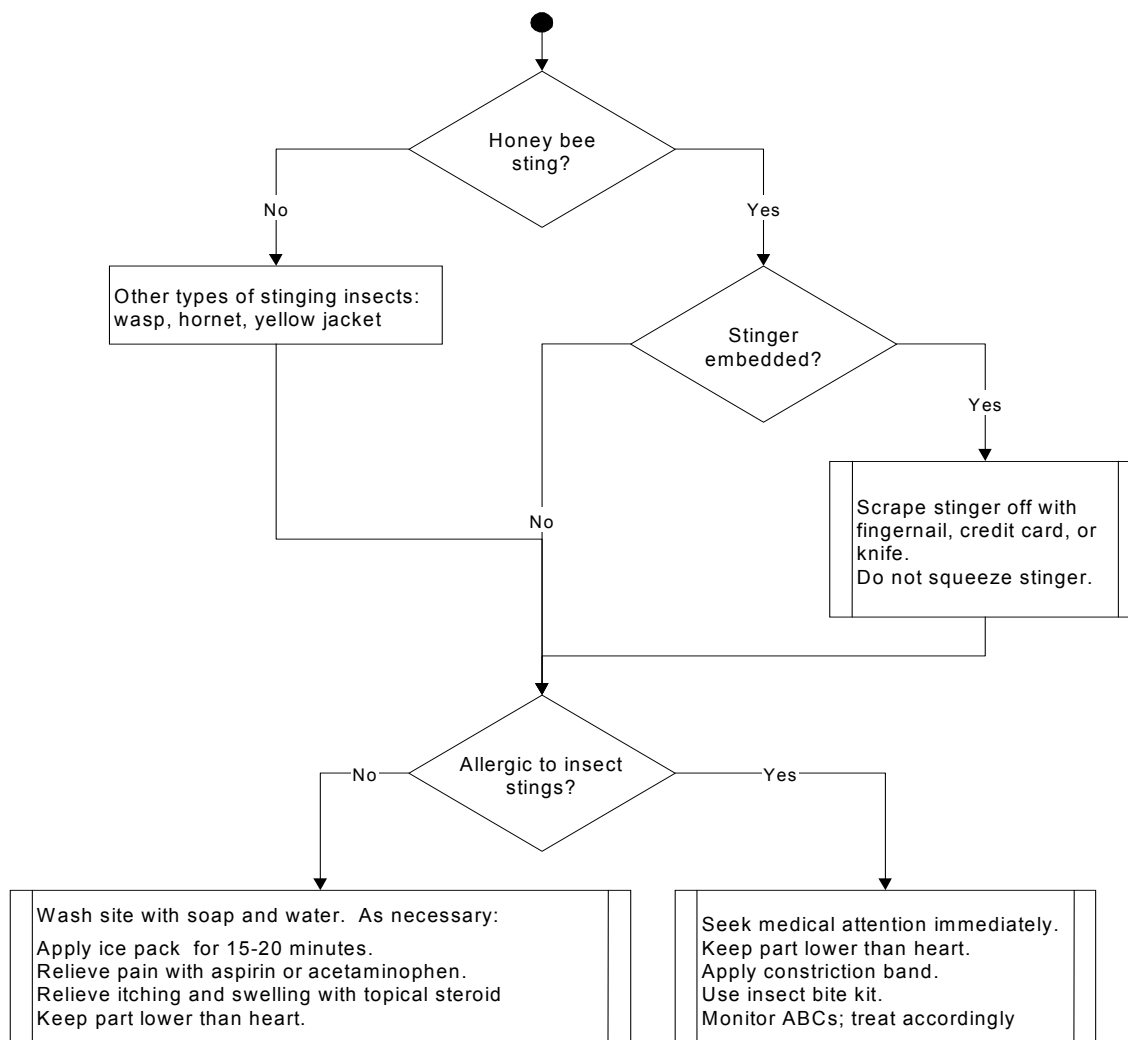 Honey bee
sting?
No
Yes
Other types of stinging insects:
wasp, hornet, yellow jacket
Stinger
embedded?
Yes
No
Scrape stinger off with
fingernail, credit card, or
knife.
Do not squeeze stinger.
Allergic to insect
stings?
No
Yes
Wash site with soap and water.  As necessary:
Apply ice pack  for 15-20 minutes.
Relieve pain with aspirin or acetaminophen.
Relieve itching and swelling with topical steroid
Keep part lower than heart.
Seek medical attention immediately.
Keep part lower than heart.
Apply constriction band.
Use insect bite kit.
Monitor ABCs; treat accordingly